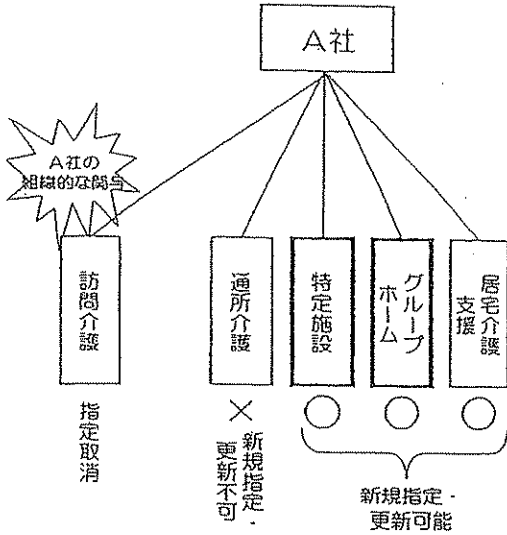 A社
A社の
組織的な関与
訪問介護
通所介護
特定施設
グループ
ホーム
居宅介護
支援
指定取消
×
新規指定・
更新不可
○
○
○
新規指定・
更新可能